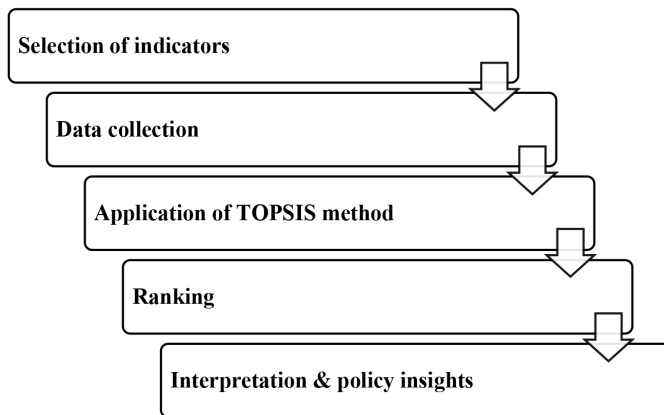 Selection of indicators
Data collection
Application of TOPSIS method
Ranking
Interpretation & policy insights